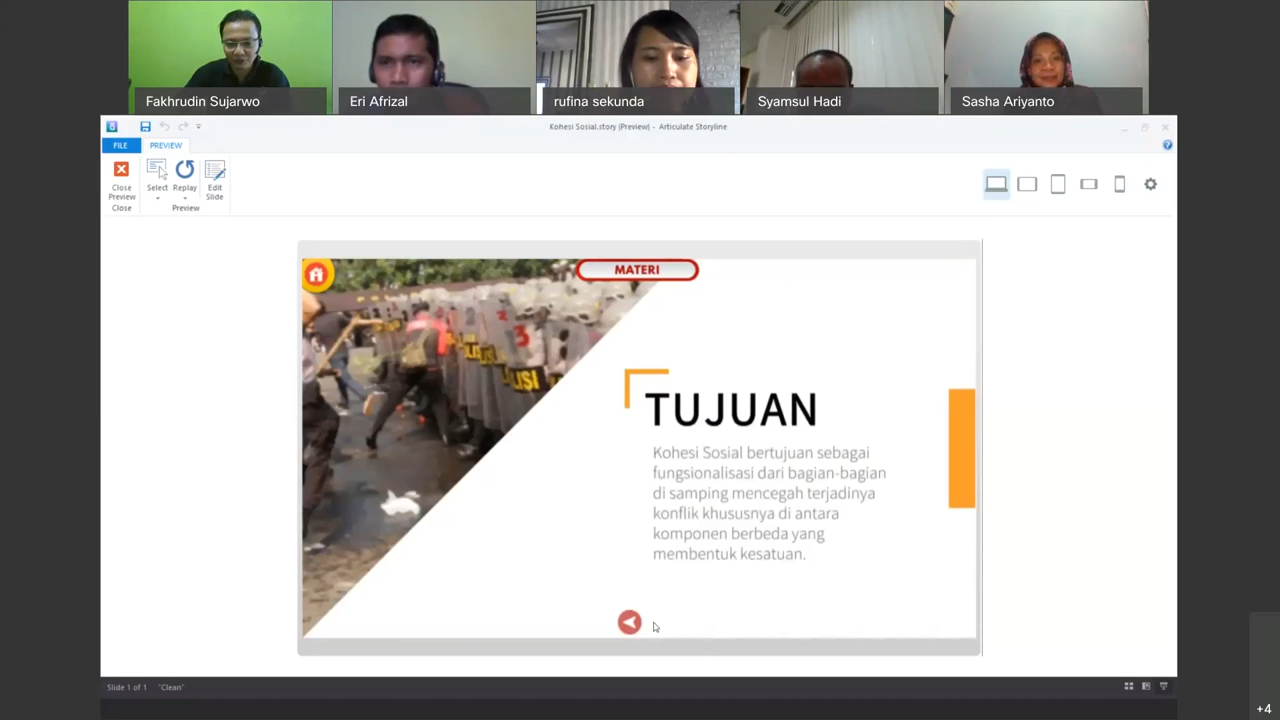 Fakhrudin Sujarwo
Eri Afrizal
rufina sekunda
Syamsul Hadi
Sasha Ariyanto
Kohesi Sosial.story (Preview) - Articulate Storyline
FILE
PREVIEW
Close Preview
Select
Replay
Edit Slide
Close
Preview
MATERI
3
POLISI
TUJUAN
Kohesi Sosial bertujuan sebagai
fungsionalisasi dari bagian-bagian
di samping mencegah terjadinya
konflik khususnya di antara
komponen berbeda yang
membentuk kesatuan.
Slide 1 of 1
"Clean"
+4